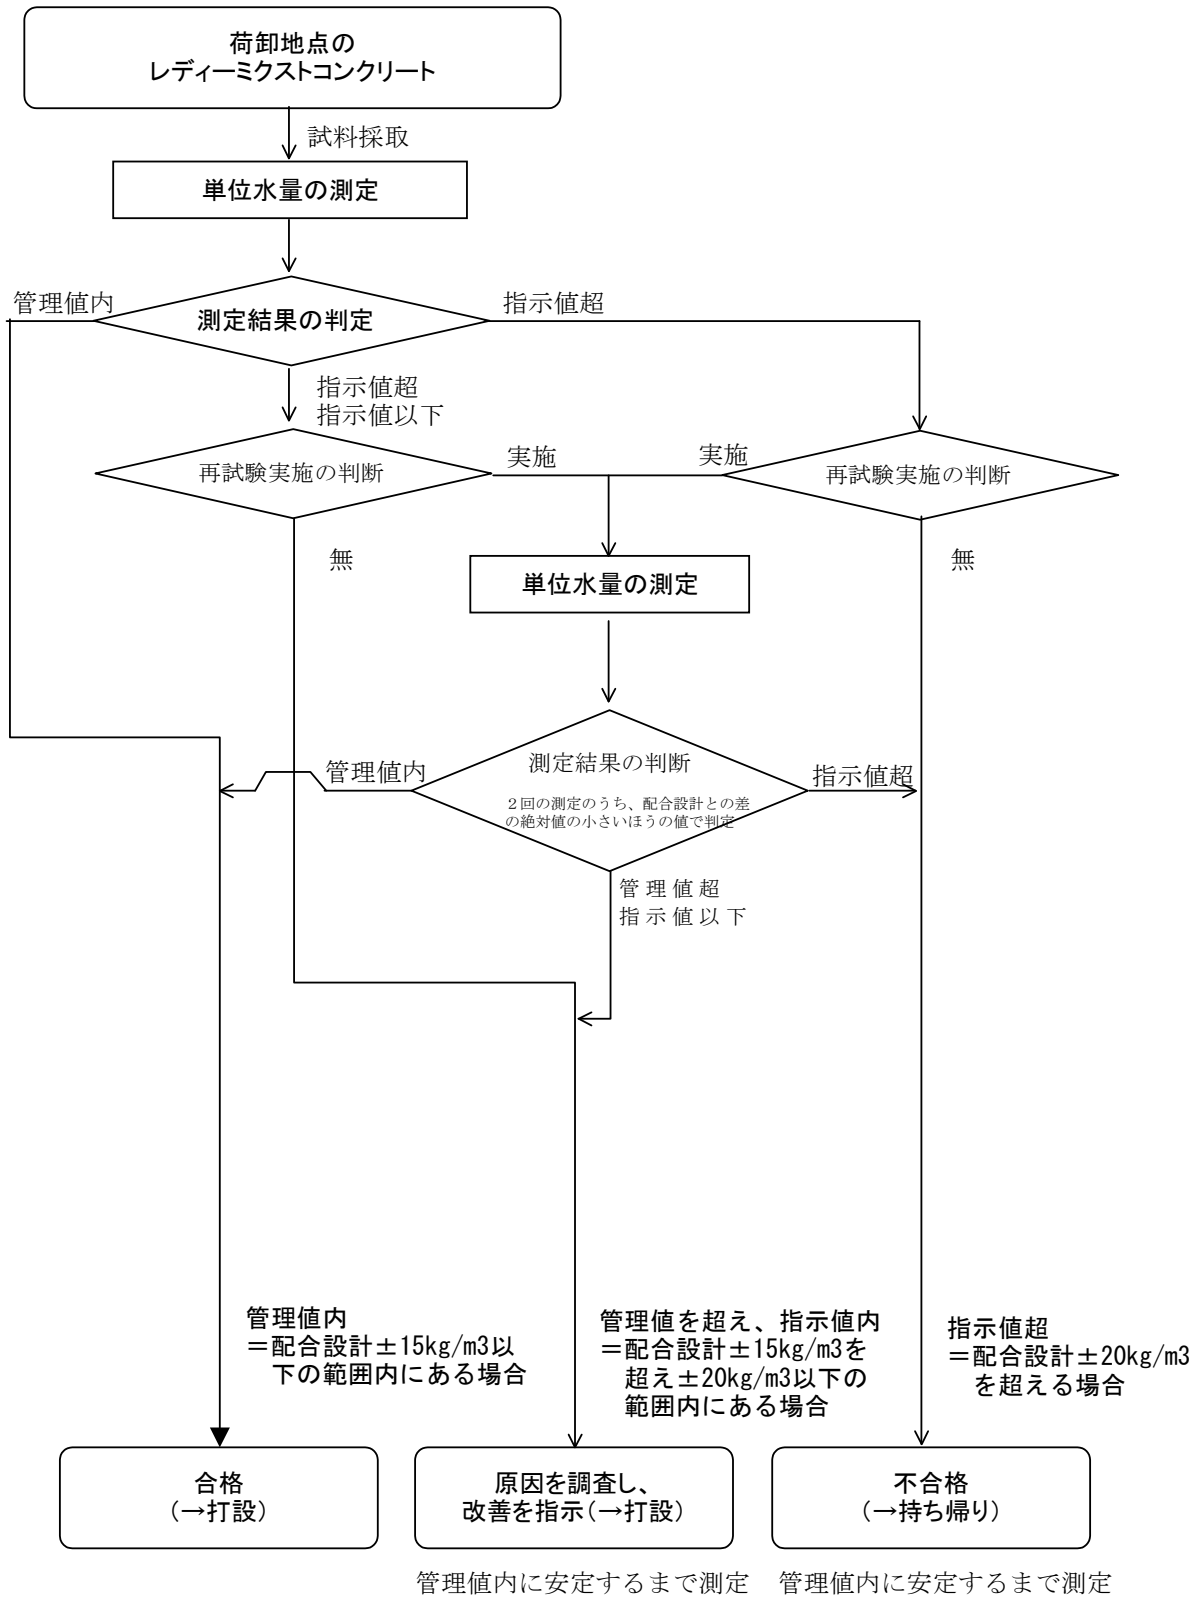 荷卸地点の
レディーミクストコンクリート
試料採取
単位水量の測定
管理値内
測定結果の判定
指示値超
指示値超
指示値以下
再試験実施の判断
実施
実施
再試験実施の判断
無
無
単位水量の測定
測定結果の判断
２回の測定のうち、配合設計との差
の絶対値の小さいほうの値で判定
管理値内
指示値超
管理値超
指示値以下
管理値内
＝配合設計±15kg/m3以
下の範囲内にある場合
管理値を超え、指示値内
＝配合設計±15kg/m3を
超え±20kg/m3以下の
範囲内にある場合
指示値超
＝配合設計±20kg/m3
を超える場合
合格
（→打設）
原因を調査し、
改善を指示（→打設）
不合格
（→持ち帰り）
管理値内に安定するまで測定
管理値内に安定するまで測定